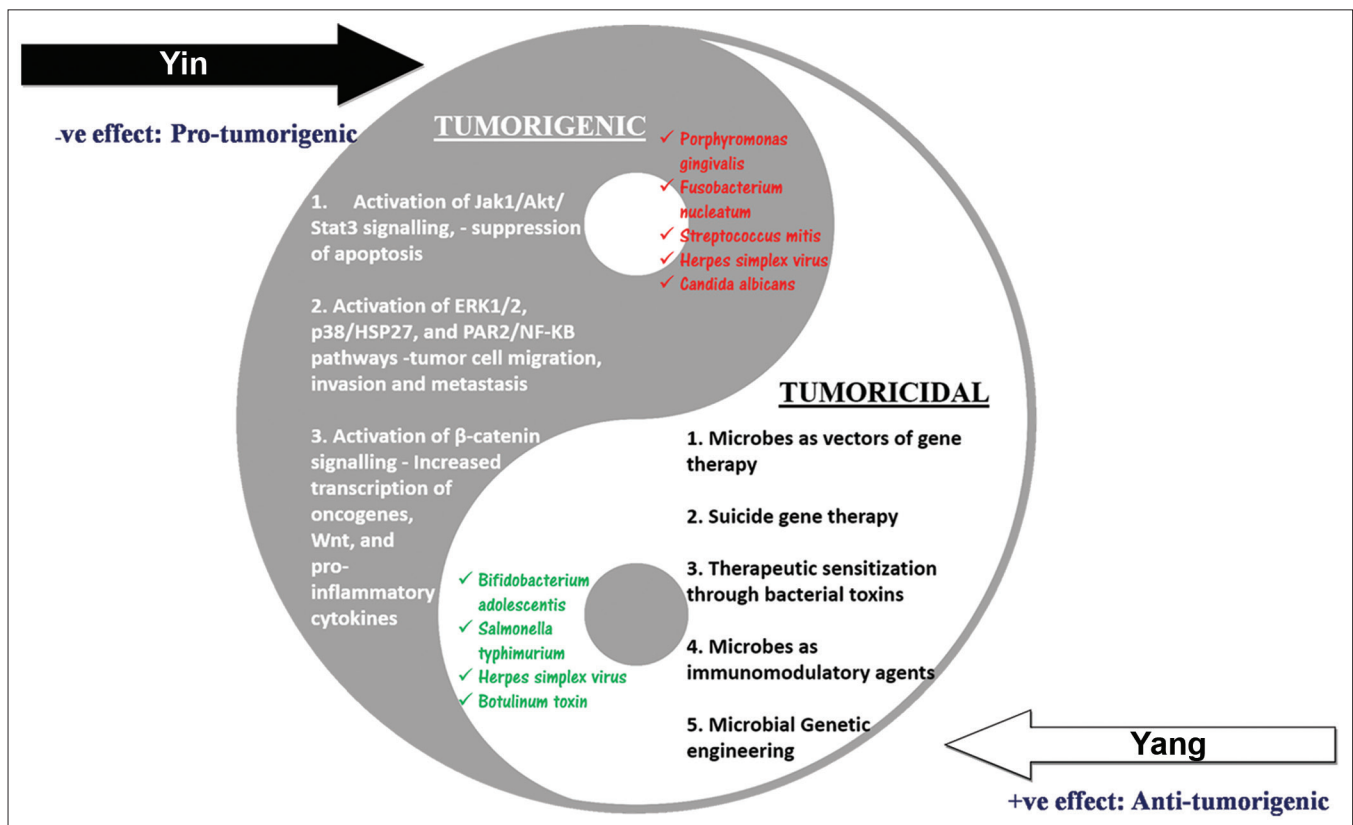 Yin
-ve effect: Pro-tumorigenic
TUMORIGENIC
1. Activation of Jak1/Akt/
Stat3 signalling, - suppression
of apoptosis
2. Activation of ERK1/2,
p38/HSP27, and PAR2/NF-KB
pathways -tumor cell migration,
invasion and metastasis
3. Activation of β-catenin
signalling - Increased
transcription of
oncogenes,
Wnt, and
pro-
inflammatory
cytokines
✓ Porphyromonas
gingivalis
✓ Fusobacterium
nucleatum
✓ Streptococcus mitis
✓ Herpes simplex virus
✓ Candida albicans
TUMORICIDAL
1. Microbes as vectors of gene
therapy
2. Suicide gene therapy
3. Therapeutic sensitization
through bacterial toxins
4. Microbes as
immunomodulatory agents
5. Microbial Genetic
engineering
✓ Bifidobacterium
adolescentis
✓ Salmonella
typhimurium
✓ Herpes simplex virus
✓ Botulinum toxin
Yang
+ve effect: Anti-tumorigenic